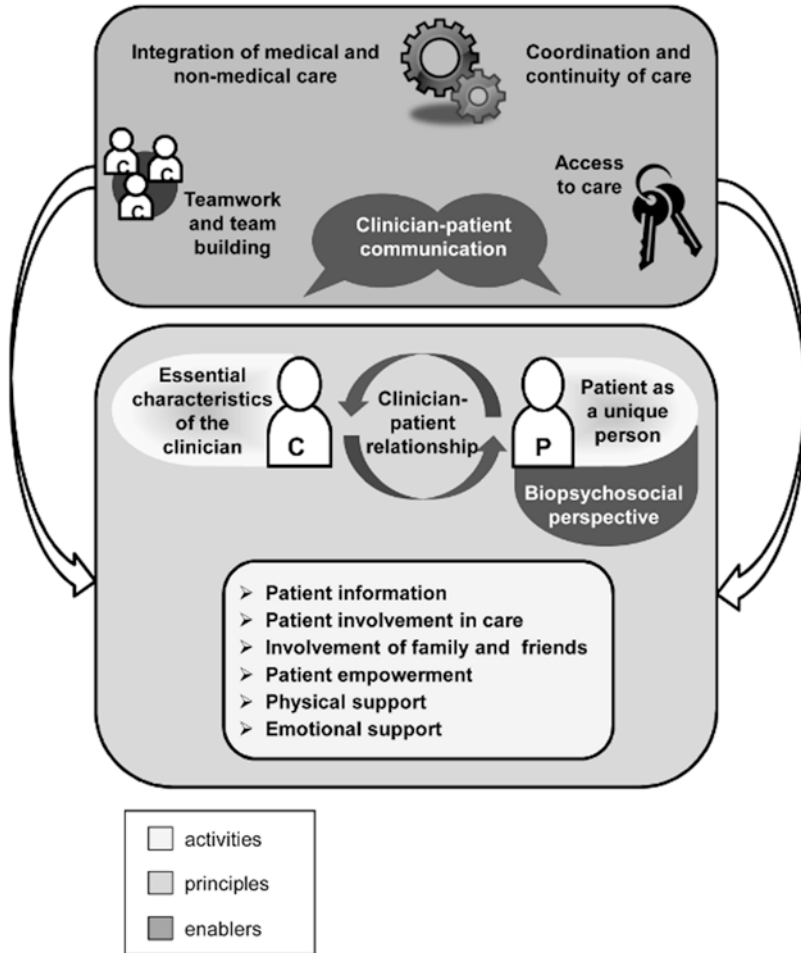 Integration of medical and
non-medical care
Coordination and
continuity of care
C
C
C
Teamwork
and team
building
Clinician-patient
communication
Access
to care
Essential
characteristics
of the
clinician
C
Clinician-
patient
relationship
P
Patient as
a unique
person
Biopsychosocial
perspective
➢ Patient information
➢ Patient involvement in care
➢ Involvement of family and friends
➢ Patient empowerment
➢ Physical support
➢ Emotional support
activities
principles
enablers